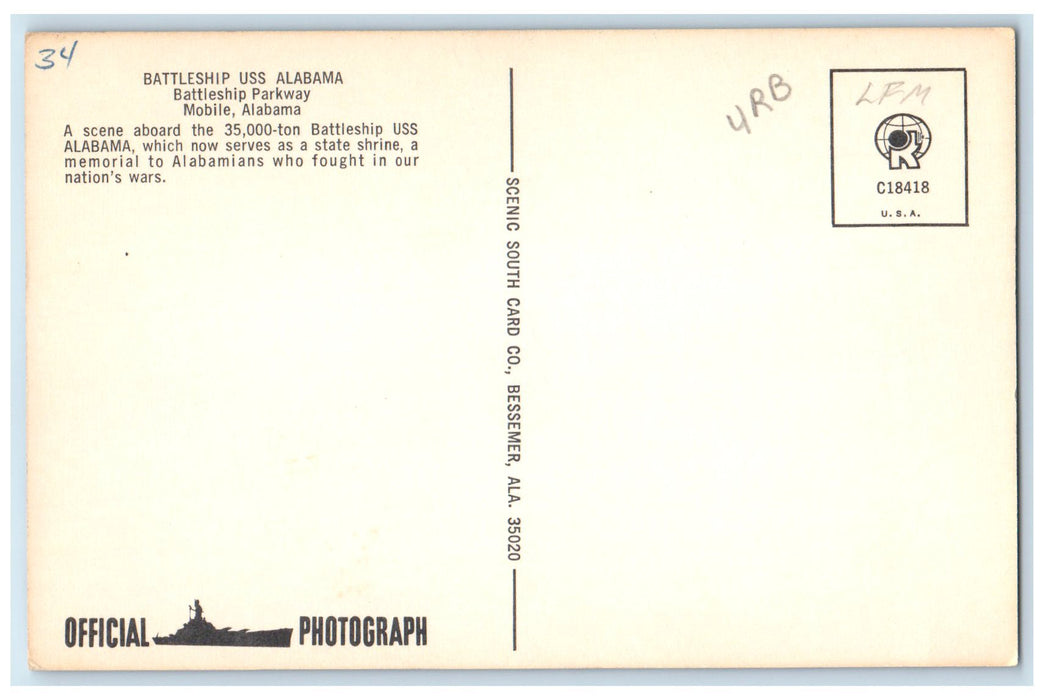 34
BATTLESHIP USS ALABAMA
Battleship Parkway
Mobile, Alabama
A scene aboard the 35,000-ton Battleship USS
ALABAMA, which now serves as a state shrine, a
memorial to Alabamians who fought in our
nation's wars.
OFFICIAL PHOTOGRAPH
SCENIC SOUTH CARD CO., BESSEMER, ALA. 35020
4RB
LFM
C18418
U.S.A.